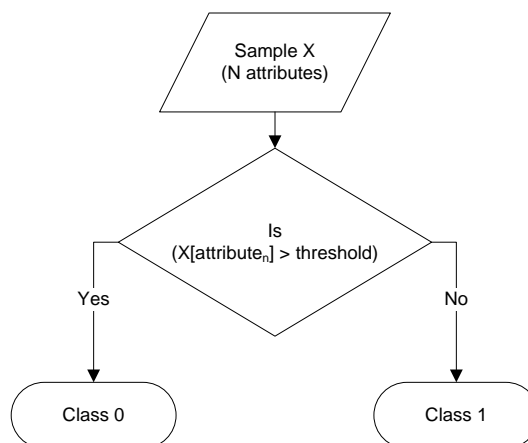 Sample X
(N attributes)
Is
(X[attributeₙ] > threshold)
Yes
No
Class 0
Class 1